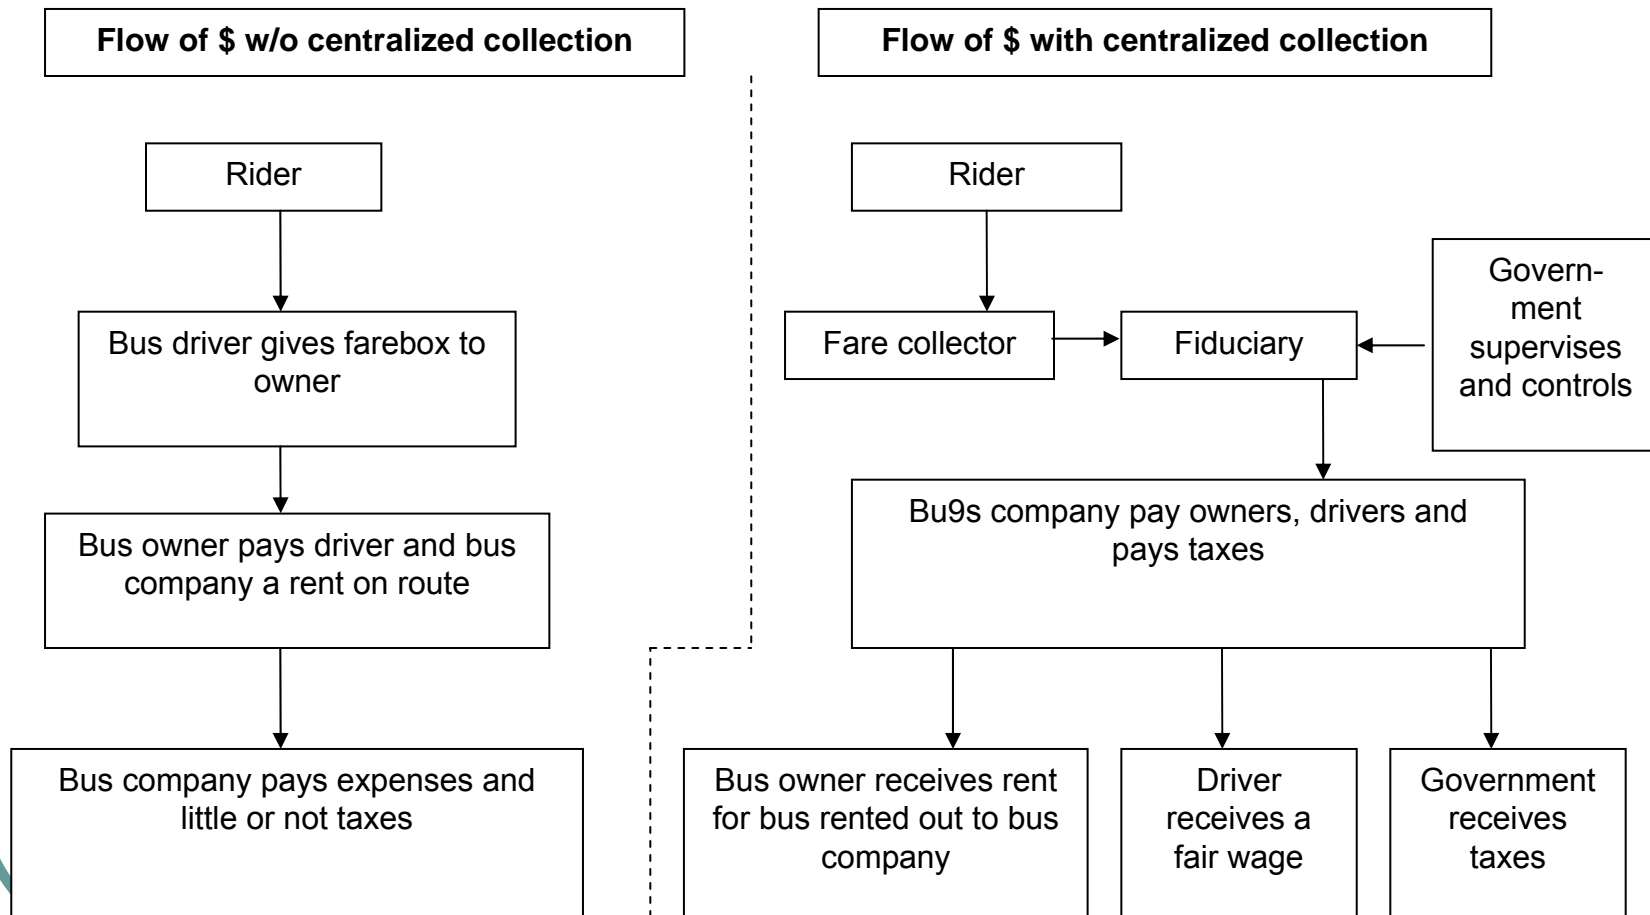 Flow of $ w/o centralized collection
Rider
Bus driver gives farebox to
owner
Bus owner pays driver and bus
company a rent on route
Bus company pays expenses and
little or not taxes
Flow of $ with centralized collection
Rider
Fare collector
Fiduciary
Govern-
ment
supervises
and controls
Bu9s company pay owners, drivers and
pays taxes
Bus owner receives rent
for bus rented out to bus
company
Driver
receives a
fair wage
Government
receives
taxes